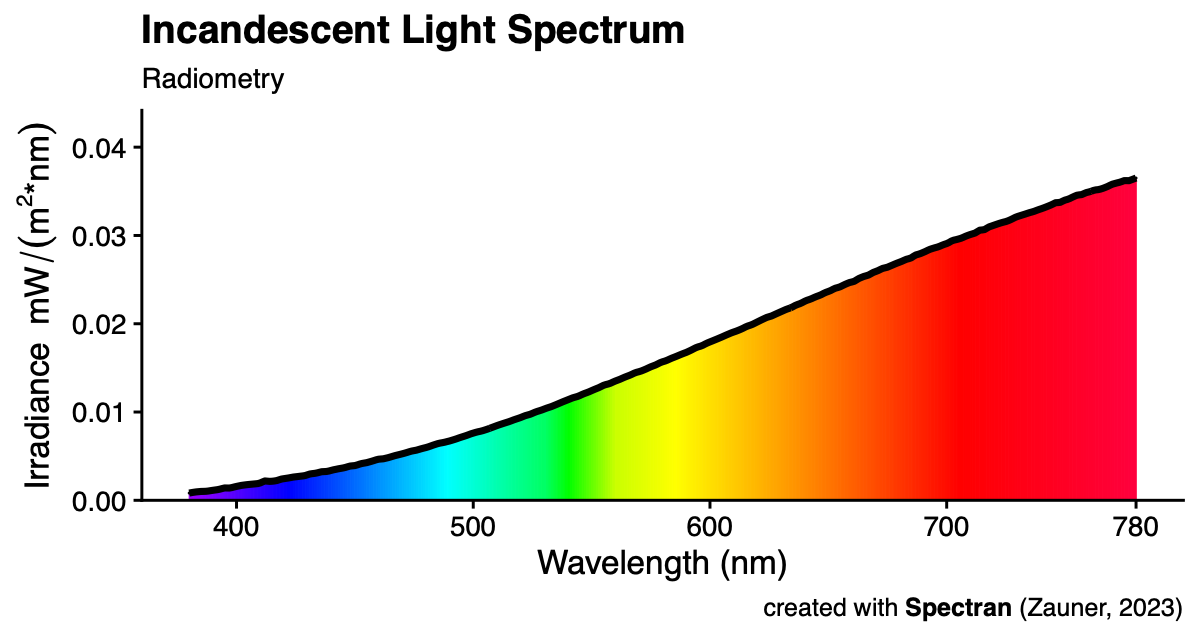 Incandescent Light Spectrum
Radiometry
Irradiance mW/(m²*nm)
0.04
0.03
0.02
0.01
0.00
400 500 600 700 780
Wavelength (nm)
created with Spectran (Zauner, 2023)